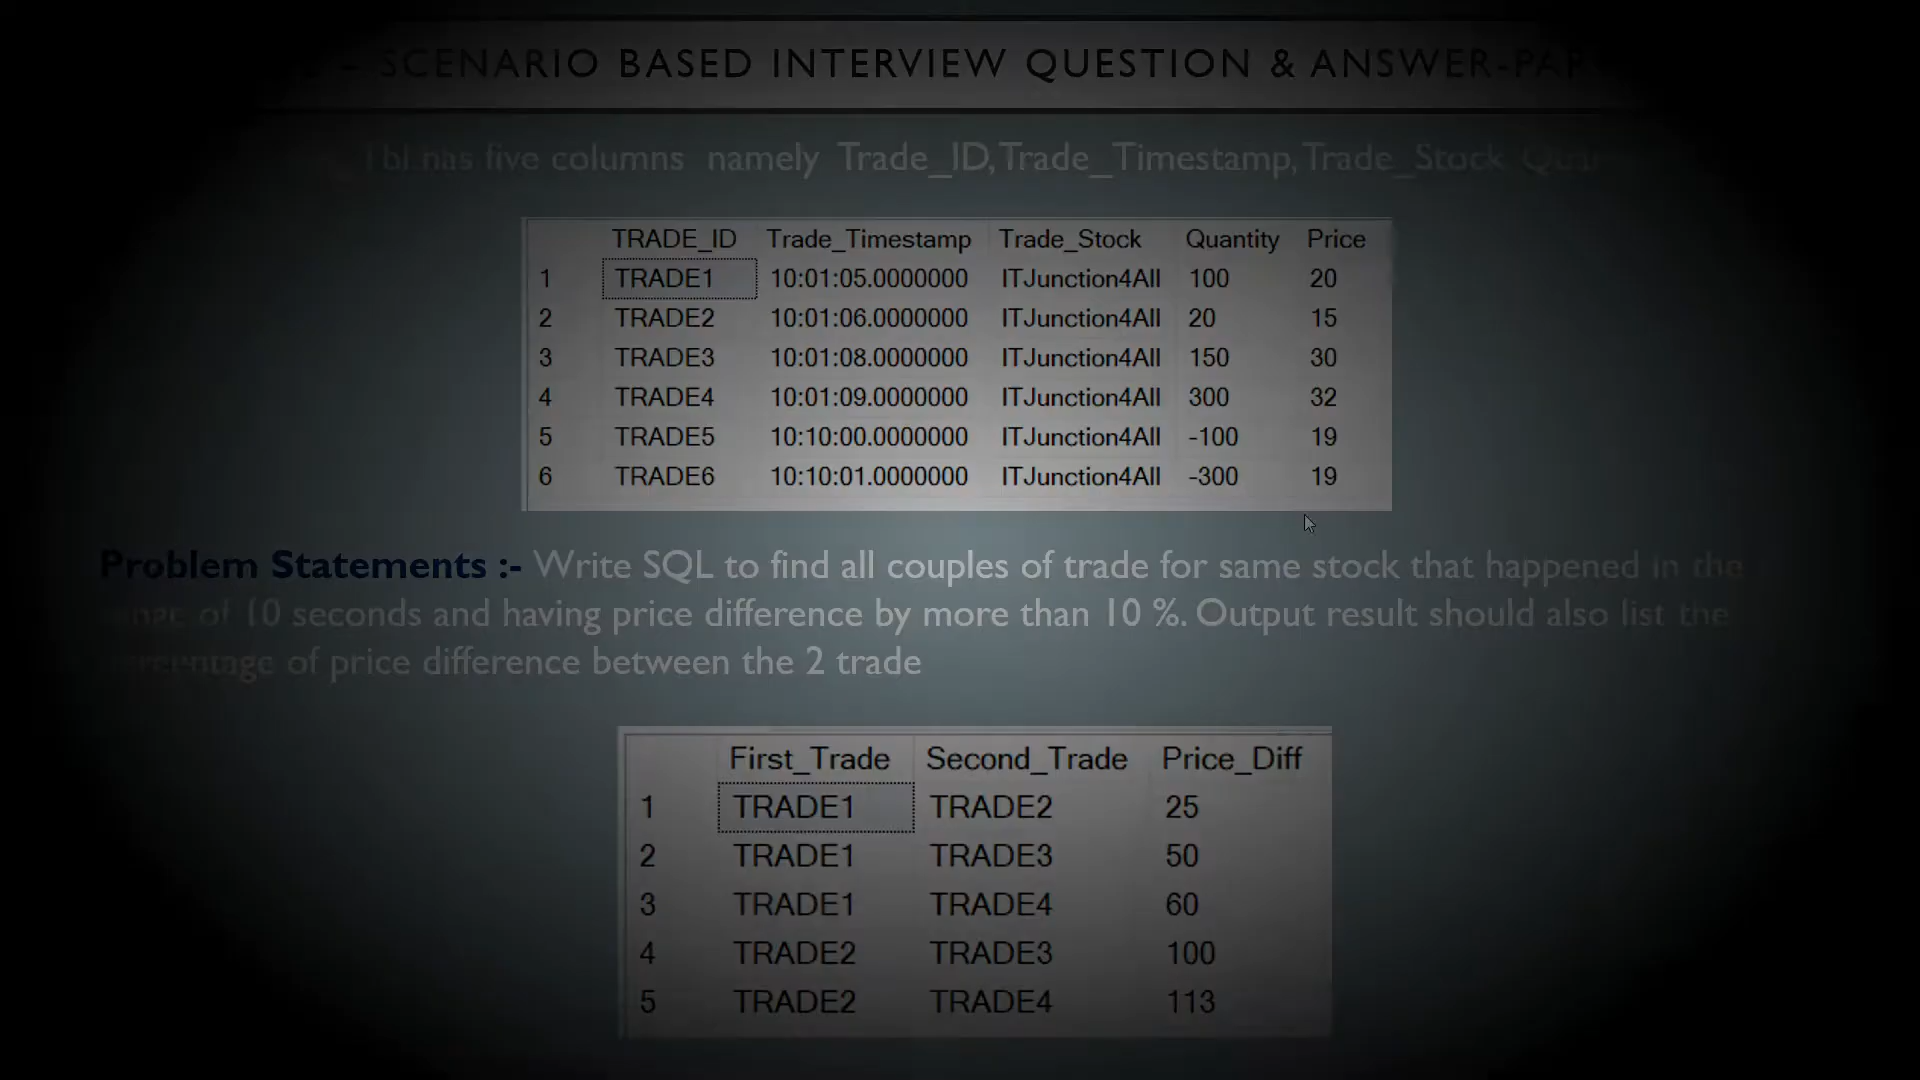 - SCENARIO BASED INTERVIEW QUESTION & ANSWER-PAR
Tbl has five columns namely Trade_ID,Trade_Timestamp,Trade_Stock
TRADE_ID Trade_Timestamp Trade_Stock Quantity Price
1 TRADE1 10:01:05.0000000 ITJunction4All 100 20
2 TRADE2 10:01:06.0000000 ITJunction4All 20 15
3 TRADE3 10:01:08.0000000 ITJunction4All 150 30
4 TRADE4 10:01:09.0000000 ITJunction4All 300 32
5 TRADE5 10:10:00.0000000 ITJunction4All -100 19
6 TRADE6 10:10:01.0000000 ITJunction4All -300 19
Problem Statements :- Write SQL to find all couples of trade for same stock that happened in the
of 10 seconds and having price difference by more than 10 %. Output result should also list the
percentage of price difference between the 2 trade
First_Trade Second_Trade Price_Diff
1 TRADE1 TRADE2 25
2 TRADE1 TRADE3 50
3 TRADE1 TRADE4 60
4 TRADE2 TRADE3 100
5 TRADE2 TRADE4 113